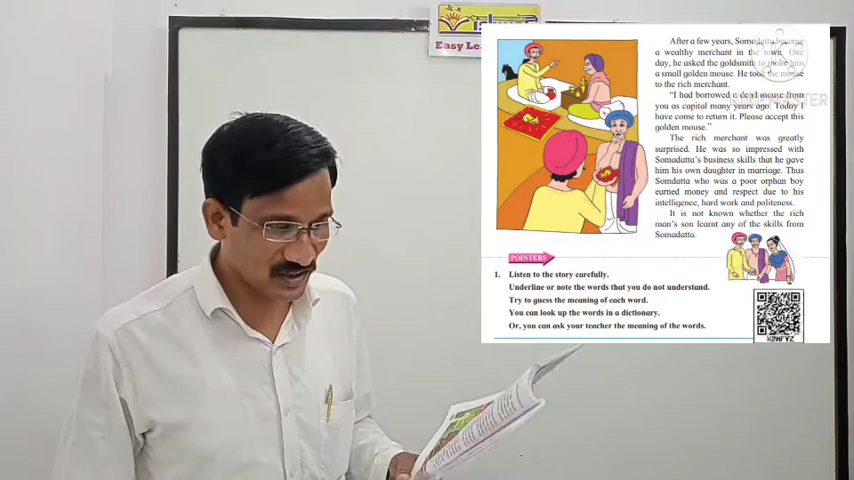 Easy Le
After a few years, Somadatta became
a wealthy merchant in the town. One
day, he asked the goldsmith to make him
a small golden mouse. He took the mouse
to the rich merchant.
KINEMASTER
"I had borrowed a dead mouse from
you as capital many years ago. Today I
have come to return it. Please accept this
golden mouse."
The rich merchant was greatly
surprised. He was so impressed with
Somadatta's business skills that he gave
him his own daughter in marriage. Thus
Somdatta who was a poor orphan boy
earned money and respect due to his
intelligence, hard work and politeness.
It is not known whether the rich
man's son learnt any of the skills from
Somadatta.
POINTERS
1. Listen to the story carefully.
Underline or note the words that you do not understand.
Try to guess the meaning of each word.
You can look up the words in a dictionary.
Or, you can ask your teacher the meaning of the words.
X2WFYZ